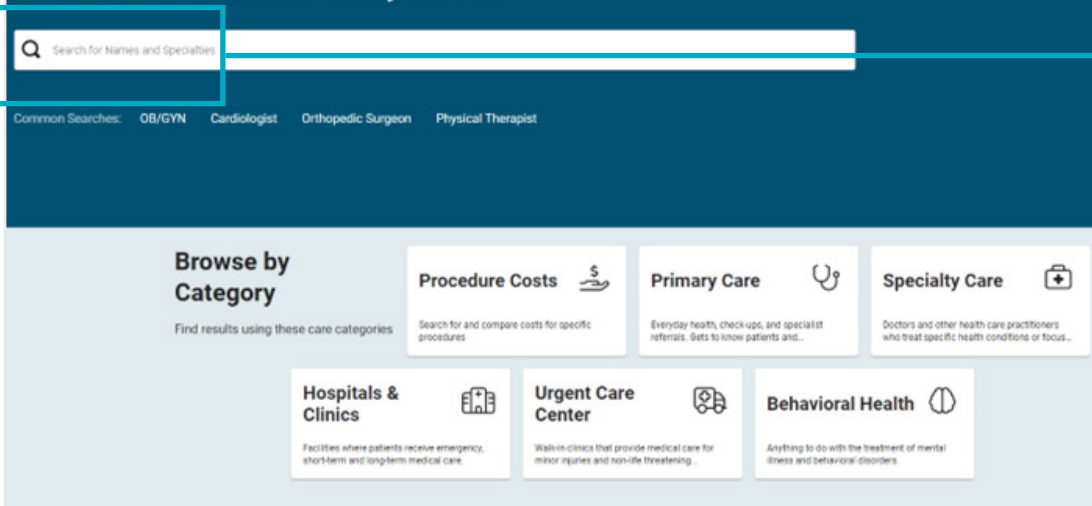 Search for Names and Specialties
Common Searches: OB/GYN Cardiologist Orthopedic Surgeon Physical Therapist
Browse by
Category
Find results using these care categories
Procedure Costs
Search for and compare costs for specific
procedures
Primary Care
Everyday health, check-ups, and specialist
referrals. Gets to know patients and...
Specialty Care
Doctors and other health care practitioners
who treat specific health conditions or focus...
Hospitals &
Clinics
Facilities where patients receive emergency,
short-term and long-term medical care.
Urgent Care
Center
Walk-in clinics that provide medical care for
minor injuries and non-life threatening...
Behavioral Health
Anything to do with the treatment of mental
illness and behavioral disorders.